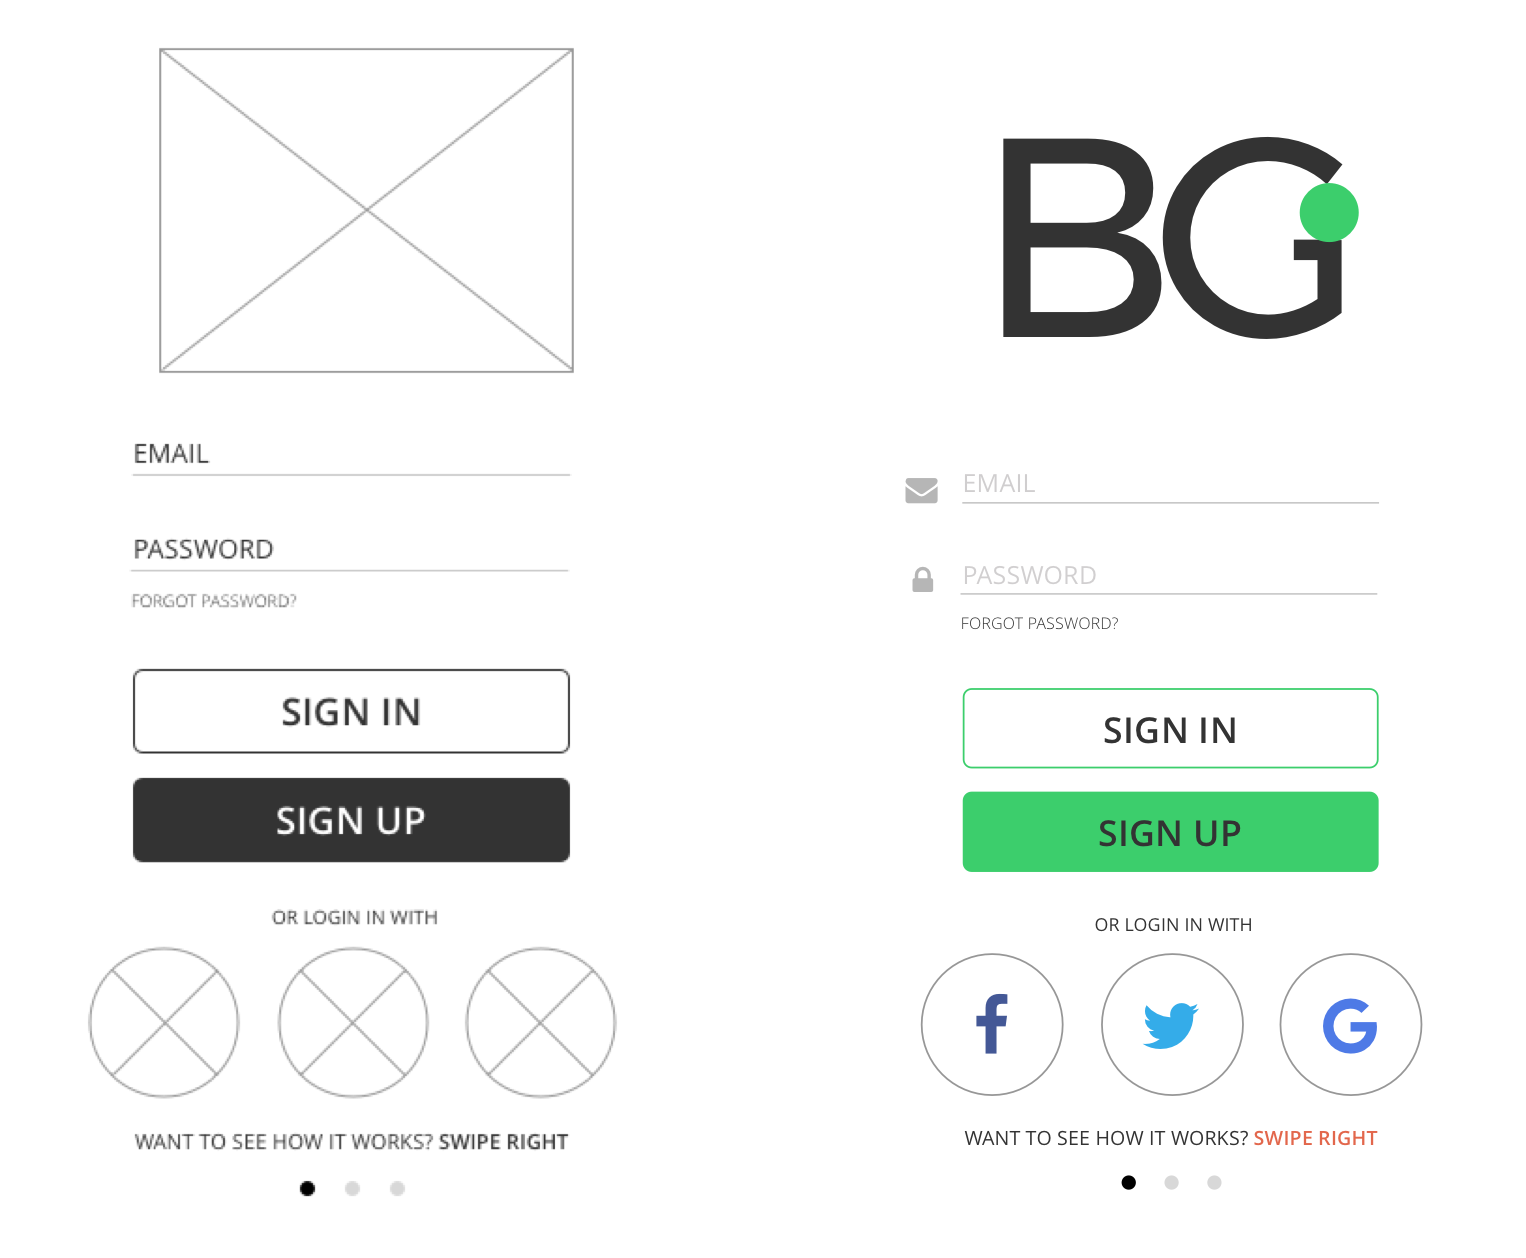 EMAIL
PASSWORD
FORGOT PASSWORD?
SIGN IN
SIGN UP
OR LOGIN IN WITH
WANT TO SEE HOW IT WORKS? SWIPE RIGHT
BG
EMAIL
PASSWORD
FORGOT PASSWORD?
SIGN IN
SIGN UP
OR LOGIN IN WITH
f G
WANT TO SEE HOW IT WORKS? SWIPE RIGHT